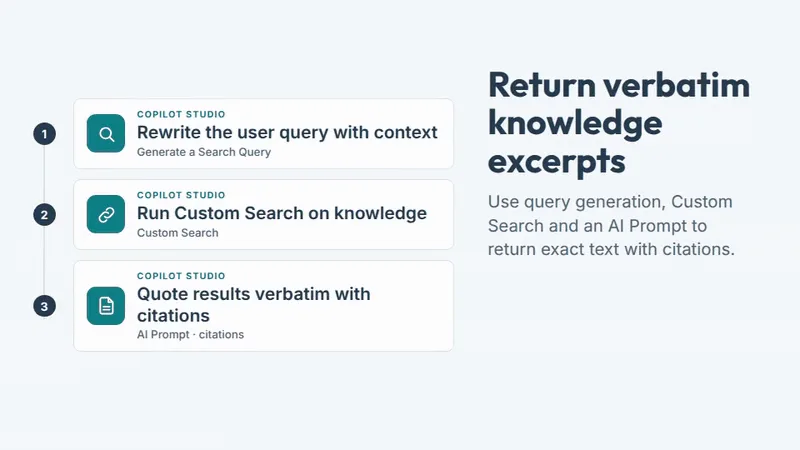 1
COPILOT STUDIO
Rewrite the user query with context
Generate a Search Query
2
COPILOT STUDIO
Run Custom Search on knowledge
Custom Search
3
COPILOT STUDIO
Quote results verbatim with
citations
AI Prompt · citations
Return verbatim
knowledge
excerpts
Use query generation, Custom
Search and an AI Prompt to
return exact text with citations.